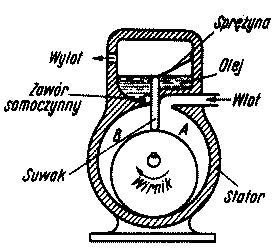 Sprężyna
Wylot
Olej
Zawór
samoczynny
Wlot
B
A
Suwak
Wirnik
Stator